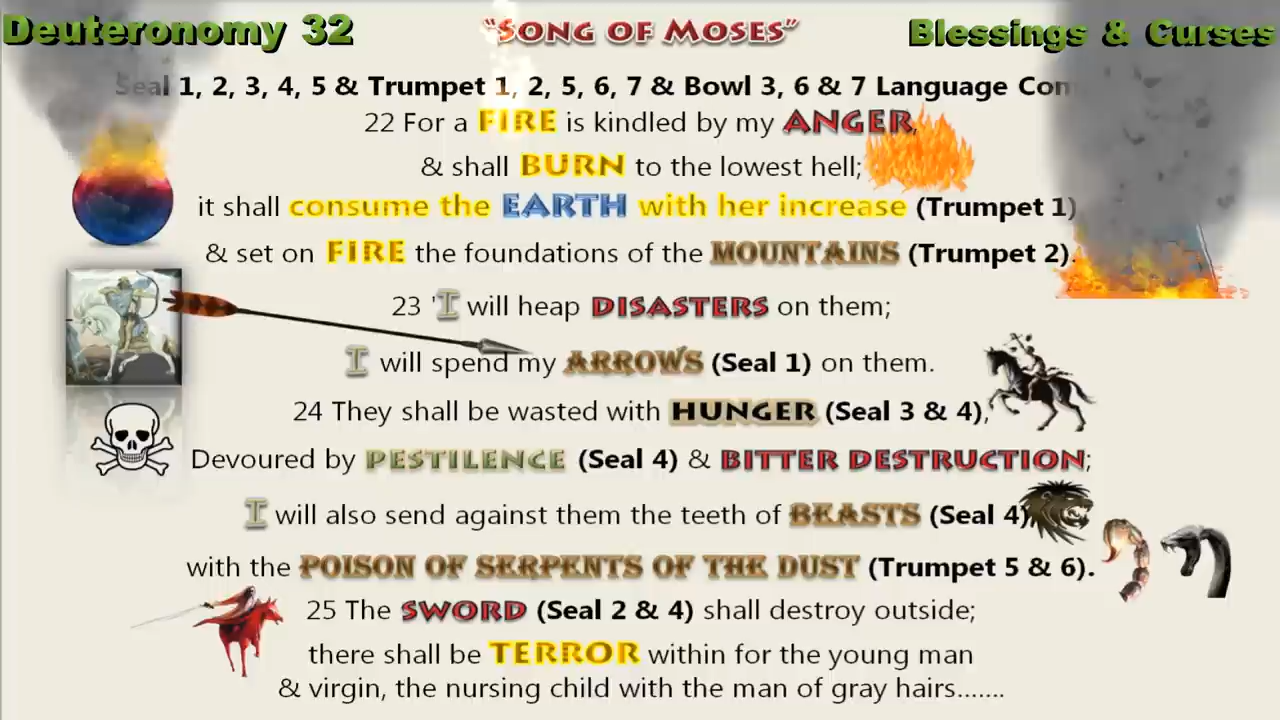 Deuteronomy 32
"Song of Moses"
Blessings & Curses
Seal 1, 2, 3, 4, 5 & Trumpet 1, 2, 5, 6, 7 & Bowl 3, 6 & 7 Language
22 For a FIRE is kindled by my ANGER,
& shall BURN to the lowest hell;
it shall consume the EARTH with her increase (Trumpet 1)
& set on FIRE the foundations of the MOUNTAINS (Trumpet 2).
23 'I will heap DISASTERS on them;
I will spend my ARROWS (Seal 1) on them.
24 They shall be wasted with HUNGER (Seal 3 & 4),
Devoured by PESTILENCE (Seal 4) & BITTER DESTRUCTION;
I will also send against them the teeth of BEASTS (Seal 4)
with the POISON OF SERPENTS OF THE DUST (Trumpet 5 & 6).
25 The SWORD (Seal 2 & 4) shall destroy outside;
there shall be TERROR within for the young man
& virgin, the nursing child with the man of gray hairs.......